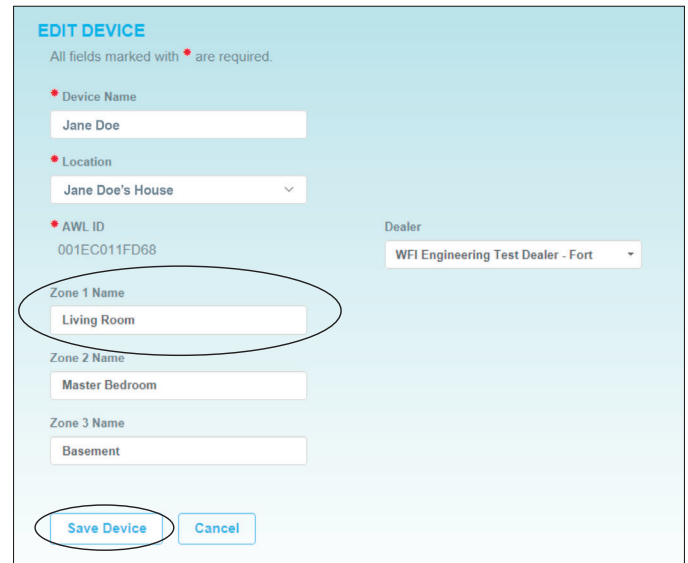 EDIT DEVICE
All fields marked with * are required.
* Device Name
Jane Doe
* Location
Jane Doe's House
* AWL ID
Dealer
001EC011FD68
WFI Engineering Test Dealer - Fort
Zone 1 Name
Living Room
Zone 2 Name
Master Bedroom
Zone 3 Name
Basement
Save Device
Cancel